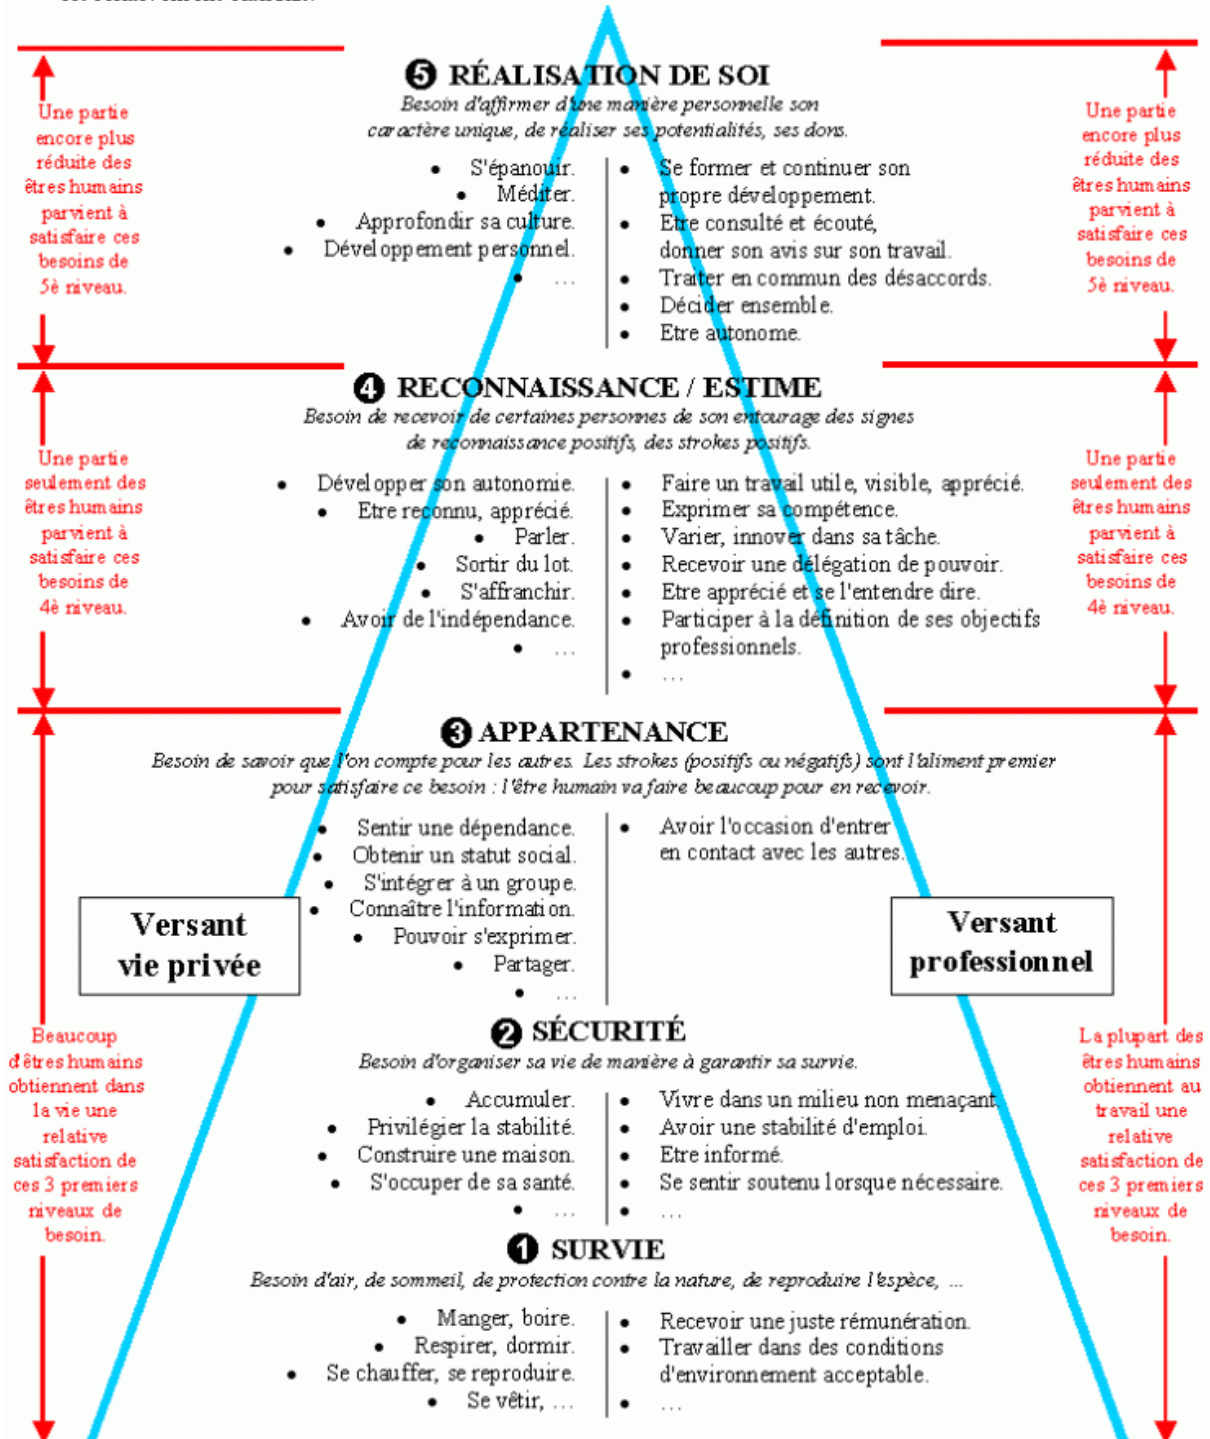 ❺ RÉALISATION DE SOI
Besoin d'affirmer d'une manière personnelle son
caractère unique, de réaliser ses potentialités, ses dons.
Une partie
encore plus
réduite des
êtres humains
parvient à
satisfaire ces
besoins de
5è niveau.
• S'épanouir.
• Méditer.
• Approfondir sa culture.
• Développement personnel.
• ...
• Se former et continuer son
propre développement.
• Etre consulté et écouté,
donner son avis sur son travail.
• Traiter en commun des désaccords.
• Décider ensemble.
• Etre autonome.
Une partie
encore plus
réduite des
êtres humains
parvient à
satisfaire ces
besoins de
5è niveau.
❹ RECONNAISSANCE / ESTIME
Besoin de recevoir de certaines personnes de son entourage des signes
de reconnaissance positifs, des strokes positifs.
Une partie
seulement des
êtres humains
parvient à
satisfaire ces
besoins de
4è niveau.
• Développer son autonomie.
• Etre reconnu, apprécié.
• Parler.
• Sortir du lot.
• S'affranchir.
• Avoir de l'indépendance.
• ...
• Faire un travail utile, visible, apprécié.
• Exprimer sa compétence.
• Varier, innover dans sa tâche.
• Recevoir une délégation de pouvoir.
• Etre apprécié et se l'entendre dire.
• Participer à la définition de ses objectifs
professionnels.
• ...
Une partie
seulement des
êtres humains
parvient à
satisfaire ces
besoins de
4è niveau.
❸ APPARTENANCE
Besoin de savoir que l'on compte pour les autres. Les strokes (positifs ou négatifs) sont l'aliment premier
pour satisfaire ce besoin : l'être humain va faire beaucoup pour en recevoir.
• Sentir une dépendance.
• Obtenir un statut social.
• S'intégrer à un groupe.
• Connaître l'information.
• Pouvoir s'exprimer.
• Partager.
• ...
• Avoir l'occasion d'entrer
en contact avec les autres.
Versant
vie privée
Versant
professionnel
❷ SÉCURITÉ
Besoin d'organiser sa vie de manière à garantir sa survie.
Beaucoup
d'êtres humains
obtiennent dans
la vie une
relative
satisfaction de
ces 3 premiers
niveaux de
besoin.
• Accumuler.
• Privilégier la stabilité.
• Construire une maison.
• S'occuper de sa santé.
• ...
• Vivre dans un milieu non menaçant.
• Avoir une stabilité d'emploi.
• Etre informé.
• Se sentir soutenu lorsque nécessaire.
• ...
La plupart des
êtres humains
obtiennent au
travail une
relative
satisfaction de
ces 3 premiers
niveaux de
besoin.
❶ SURVIE
Besoin d'air, de sommeil, de protection contre la nature, de reproduire l'espèce, ...
• Manger, boire.
• Respirer, dormir.
• Se chauffer, se reproduire.
• Se vêtir, ...
• Recevoir une juste rémunération.
• Travailler dans des conditions
d'environnement acceptable.
• ...